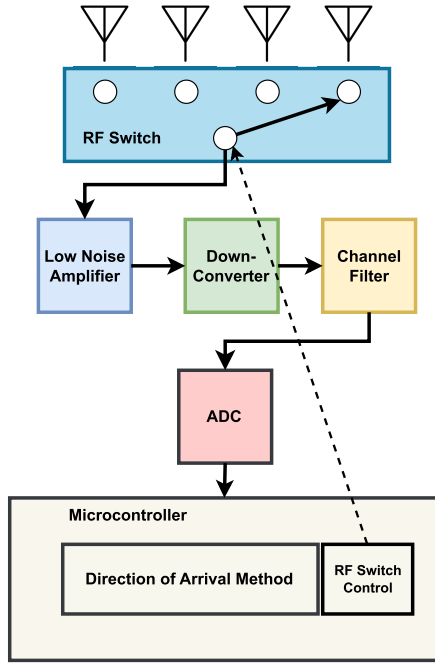 RF Switch
Low Noise
Amplifier
Down-
Converter
Channel
Filter
ADC
Microcontroller
Direction of Arrival Method
RF Switch
Control